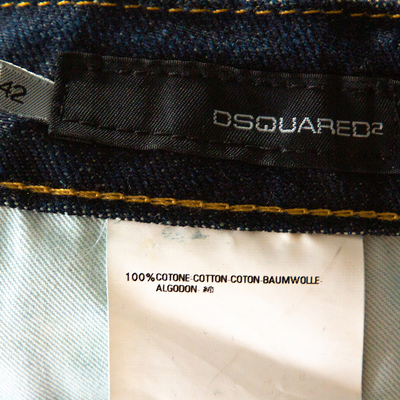 42
DSQUARED2
100%COTONE-COTTON-COTON-BAUMWOLLE-
ALGODON-